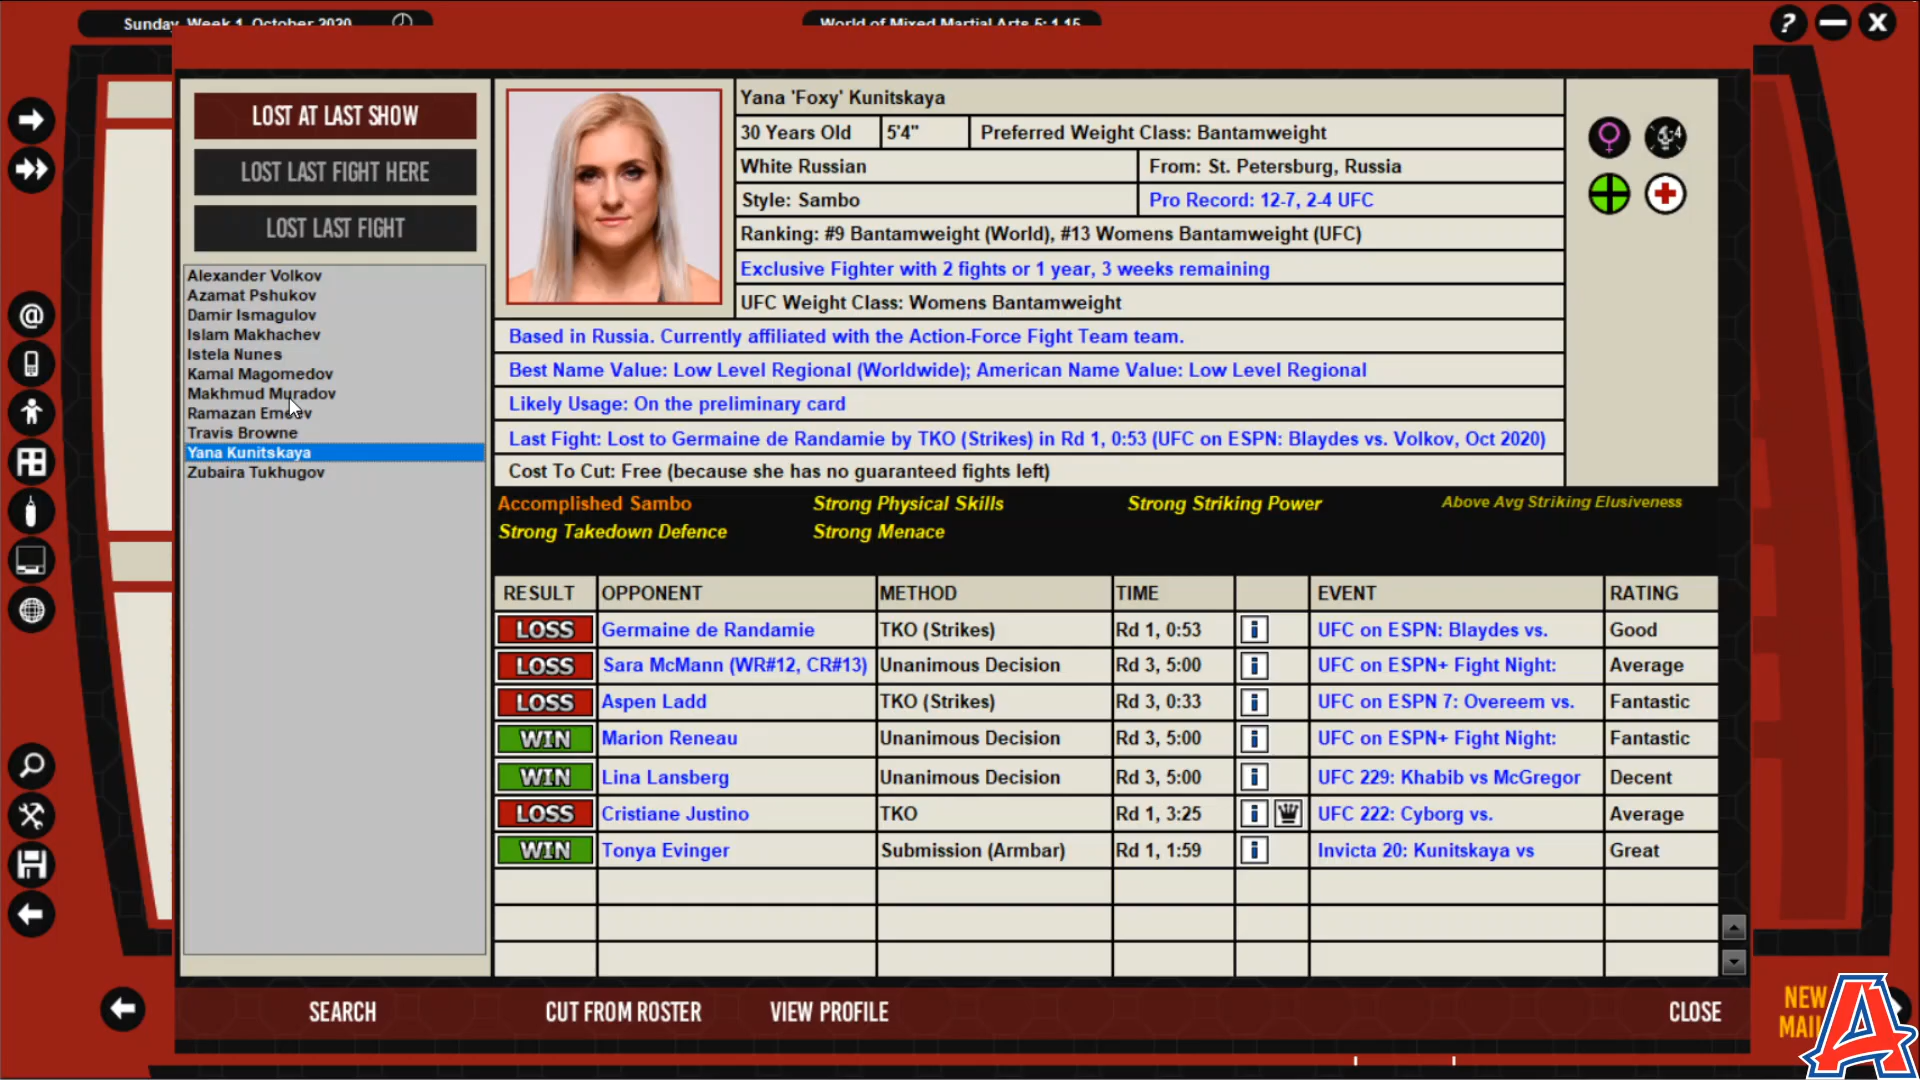 Sunday, Week 1, October 2020
World of Mixed Martial Arts 5: 1.15
LOST AT LAST SHOW
LOST LAST FIGHT HERE
LOST LAST FIGHT
Alexander Volkov
Azamat Pshukov
Damir Ismagulov
Islam Makhachev
Istela Nunes
Kamal Magomedov
Makhmud Muradov
Ramazan Emeev
Travis Browne
Yana Kunitskaya
Zubaira Tukhugov
Yana 'Foxy' Kunitskaya
30 Years Old 5'4" Preferred Weight Class: Bantamweight
White Russian From: St. Petersburg, Russia
Style: Sambo Pro Record: 12-7, 2-4 UFC
Ranking: #9 Bantamweight (World), #13 Womens Bantamweight (UFC)
Exclusive Fighter with 2 fights or 1 year, 3 weeks remaining
UFC Weight Class: Womens Bantamweight
Based in Russia. Currently affiliated with the Action-Force Fight Team team.
Best Name Value: Low Level Regional (Worldwide); American Name Value: Low Level Regional
Likely Usage: On the preliminary card
Last Fight: Lost to Germaine de Randamie by TKO (Strikes) in Rd 1, 0:53 (UFC on ESPN: Blaydes vs. Volkov, Oct 2020)
Cost To Cut: Free (because she has no guaranteed fights left)
Accomplished Sambo Strong Physical Skills Strong Striking Power Above Avg Striking Elusiveness
Strong Takedown Defence Strong Menace
RESULT OPPONENT METHOD TIME EVENT RATING
LOSS Germaine de Randamie TKO (Strikes) Rd 1, 0:53 i UFC on ESPN: Blaydes vs. Good
LOSS Sara McMann (WR#12, CR#13) Unanimous Decision Rd 3, 5:00 i UFC on ESPN+ Fight Night: Average
LOSS Aspen Ladd TKO (Strikes) Rd 3, 0:33 i UFC on ESPN 7: Overeem vs. Fantastic
WIN Marion Reneau Unanimous Decision Rd 3, 5:00 i UFC on ESPN+ Fight Night: Fantastic
WIN Lina Lansberg Unanimous Decision Rd 3, 5:00 i UFC 229: Khabib vs McGregor Decent
LOSS Cristiane Justino TKO Rd 1, 3:25 i UFC 222: Cyborg vs. Average
WIN Tonya Evinger Submission (Armbar) Rd 1, 1:59 i Invicta 20: Kunitskaya vs Great
SEARCH CUT FROM ROSTER VIEW PROFILE CLOSE
NEW
MAIL
A